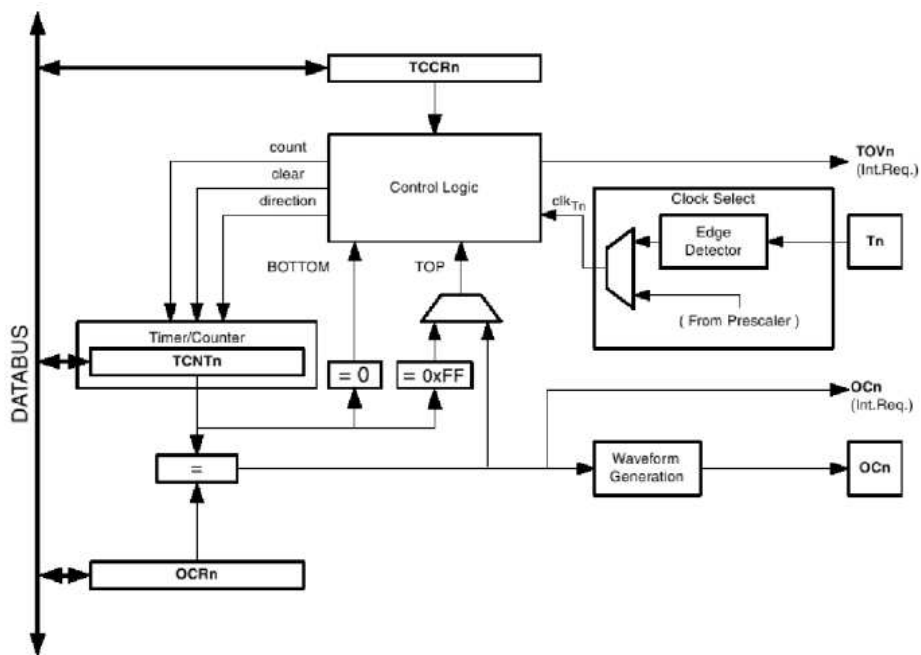 TCCRn
count
clear
direction
Control Logic
TOVn
(Int.Req.)
clkTn
Clock Select
Edge
Detector
Tn
( From Prescaler )
BOTTOM
TOP
Timer/Counter
TCNTn
= 0
= 0xFF
DATABUS
OCn
(Int.Req.)
=
Waveform
Generation
OCn
OCRn